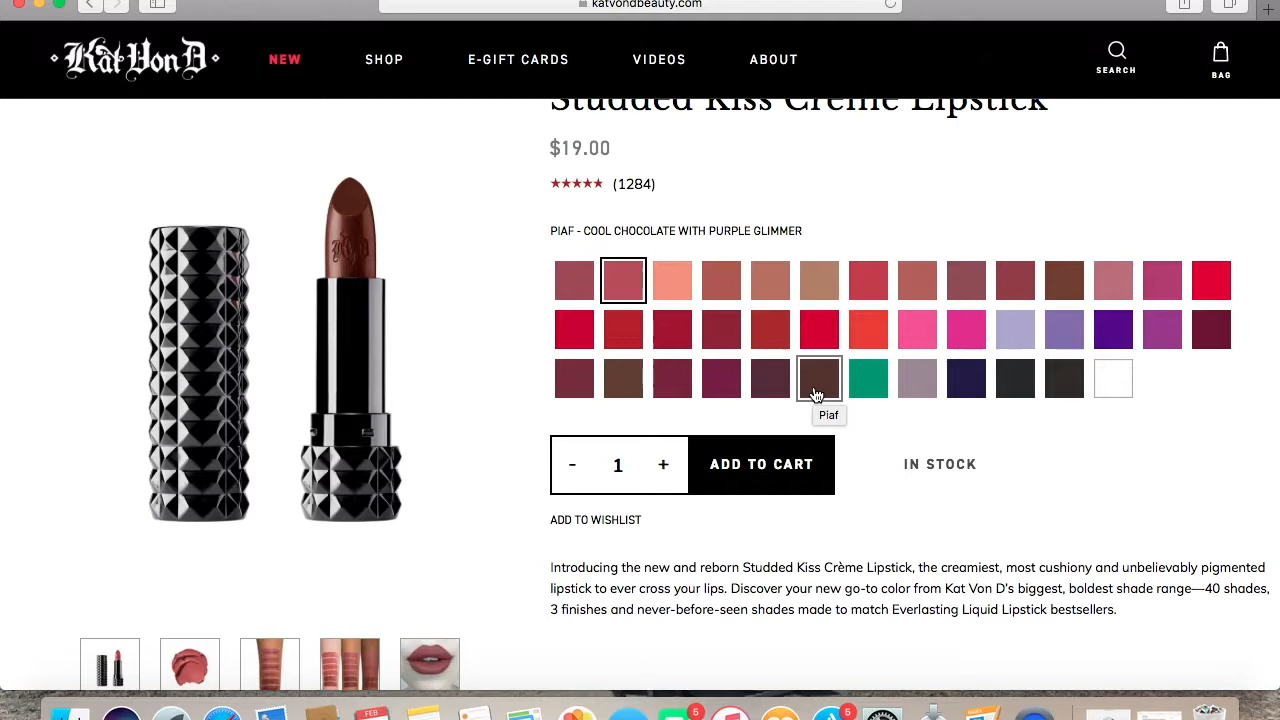 katvondbeauty.com
Kat Von D
NEW
SHOP
E-GIFT CARDS
VIDEOS
ABOUT
SEARCH
BAG
Studded Kiss Crème Lipstick
$19.00
★★★★★ (1284)
PIAF - COOL CHOCOLATE WITH PURPLE GLIMMER
Piaf
- 1 +
ADD TO CART
IN STOCK
ADD TO WISHLIST
Introducing the new and reborn Studded Kiss Crème Lipstick, the creamiest, most cushiony and unbelievably pigmented
lipstick to ever cross your lips. Discover your new go-to color from Kat Von D's biggest, boldest shade range—40 shades,
3 finishes and never-before-seen shades made to match Everlasting Liquid Lipstick bestsellers.
FEB
5
5